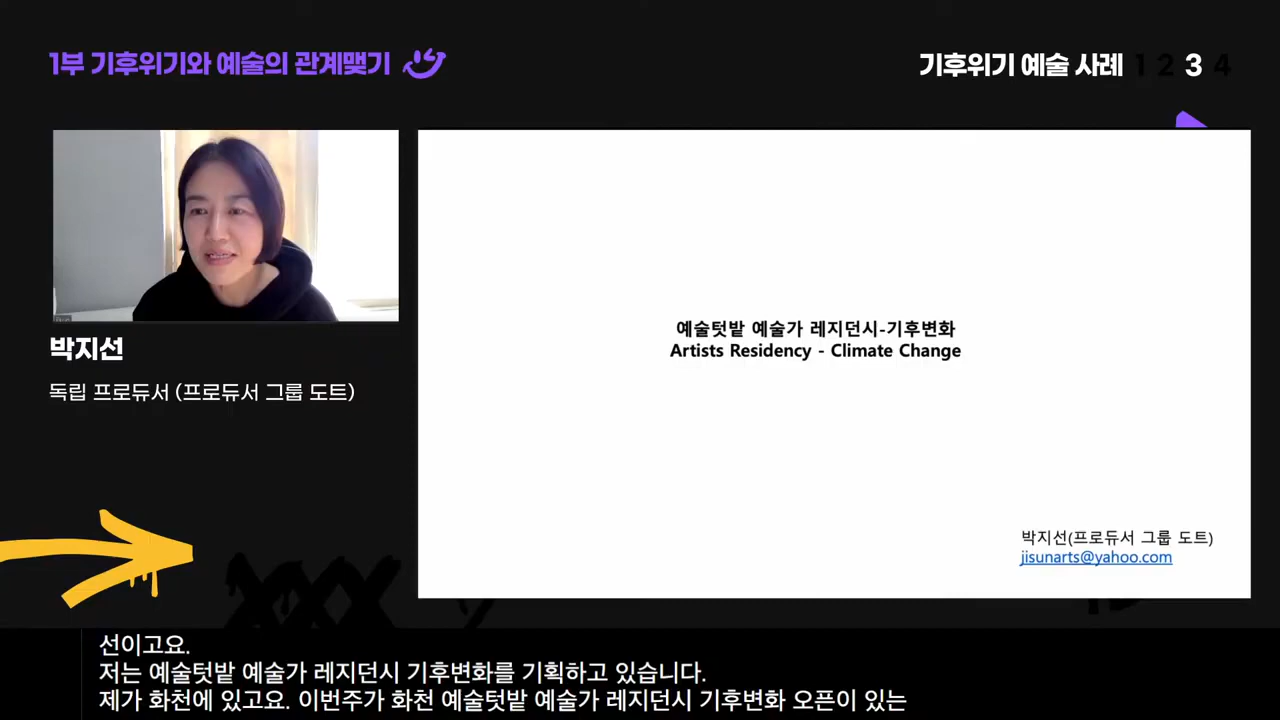 1부 기후위기와 예술의 관계맺기
기후위기 예술 사례 1 2 3 4
박지선
독립 프로듀서 (프로듀서 그룹 도트)
예술텃밭 예술가 레지던시-기후변화
Artists Residency - Climate Change
박지선(프로듀서 그룹 도트)
jisunarts@yahoo.com
선이고요.
저는 예술텃밭 예술가 레지던시 기후변화를 기획하고 있습니다.
제가 화천에 있고요. 이번주가 화천 예술텃밭 예술가 레지던시 기후변화 오픈이 있는